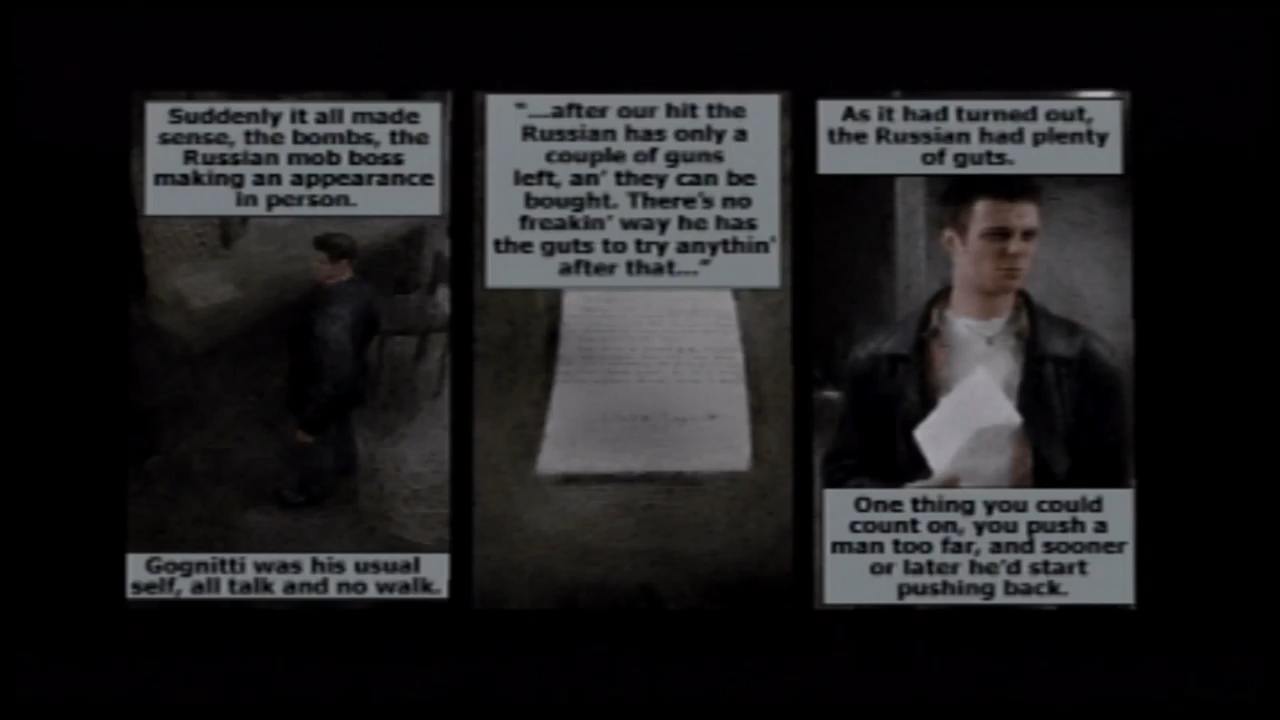 Suddenly it all made
sense, the bombs, the
Russian mob boss
making an appearance
in person.
Gognitti was his usual
self, all talk and no walk.
"...after our hit the
Russian has only a
couple of guns
left, an' they can be
bought. There's no
freakin' way he has
the guts to try anythin'
after that..."
As it had turned out,
the Russian had plenty
of guts.
One thing you could
count on, you push a
man too far, and sooner
or later he'd start
pushing back.